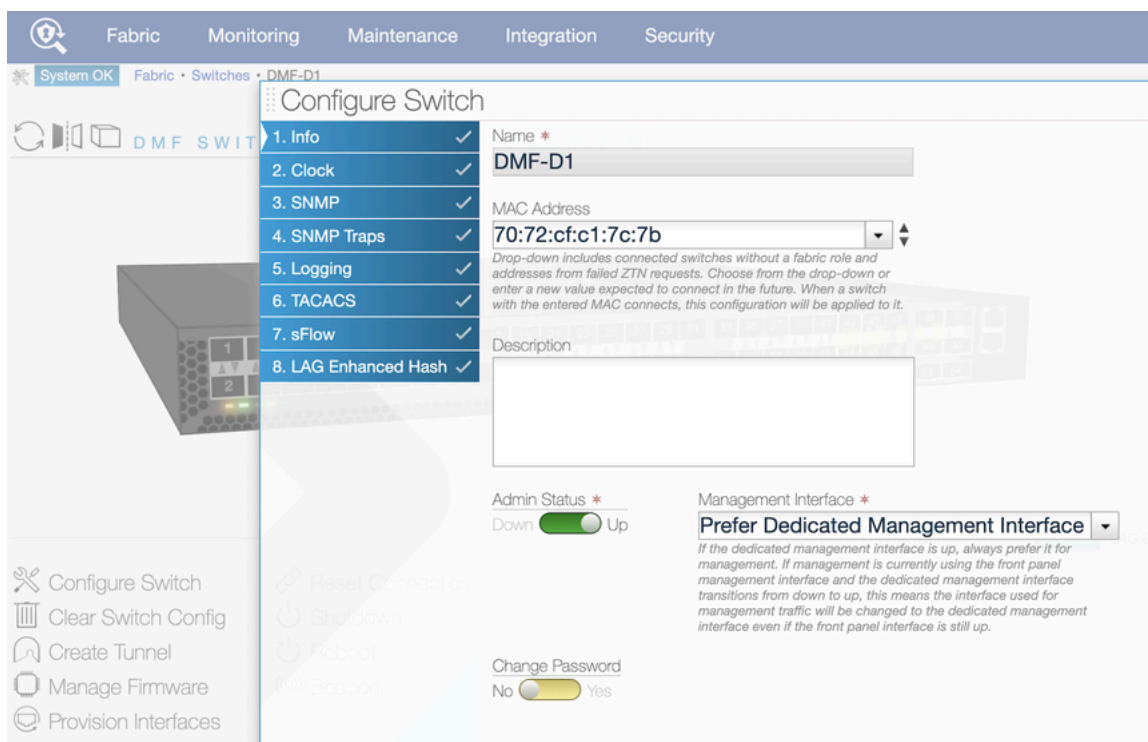 Fabric Monitoring Maintenance Integration Security
System OK Fabric • Switches • DMF-D1
Configure Switch
DMF SWIT
1. Info
2. Clock
3. SNMP
4. SNMP Traps
5. Logging
6. TACACS
7. sFlow
8. LAG Enhanced Hash
Name *
DMF-D1
MAC Address
70:72:cf:c1:7c:7b
Drop-down includes connected switches without a fabric role and
addresses from failed ZTN requests. Choose from the drop-down or
enter a new value expected to connect in the future. When a switch
with the entered MAC connects, this configuration will be applied to it.
Description
1
2
Admin Status *
Down Up
Management Interface *
Prefer Dedicated Management Interface
If the dedicated management interface is up, always prefer it for
management. If management is currently using the front panel
management interface and the dedicated management interface
transitions from down to up, this means the interface used for
management traffic will be changed to the dedicated management
interface even if the front panel interface is still up.
Change Password
No Yes
Configure Switch
Clear Switch Config
Create Tunnel
Manage Firmware
Provision Interfaces
Reset Connection
Shutdown
Reboot
Beacon